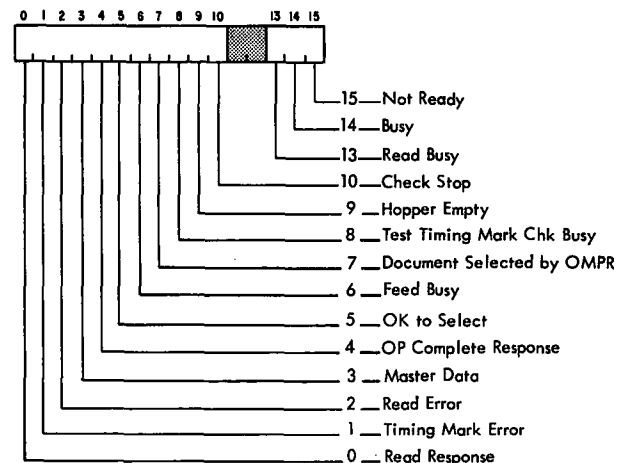 0 1 2 3 4 5 6 7 8 9 10 13 14 15
15 Not Ready
14 Busy
13 Read Busy
10 Check Stop
9 Hopper Empty
8 Test Timing Mark Chk Busy
7 Document Selected by OMPR
6 Feed Busy
5 OK to Select
4 OP Complete Response
3 Master Data
2 Read Error
1 Timing Mark Error
0 Read Response